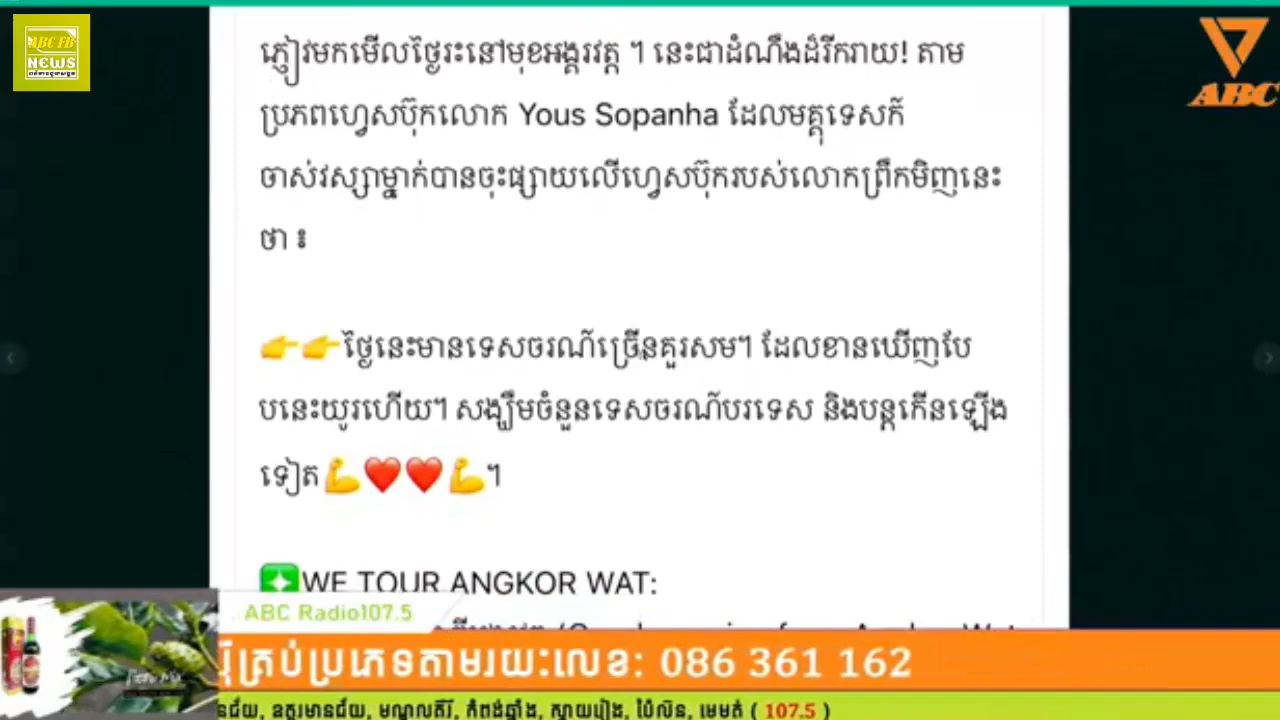 ABC FB
NEWS
ABC
ភ្ញៀវមកមើលថ្ងៃរះនៅមុខអង្គរវត្ត ។ នេះជាដំណឹងដ៏រីករាយ! តាម
ប្រភពហ្វេសប៊ុកលោក Yous Sopanha ដែលមគ្គុទេសក៍
ចាស់វស្សាម្នាក់បានចុះផ្សាយលើហ្វេសប៊ុករបស់លោកព្រឹកមិញនេះ
ថា ៖
👉👉ថ្ងៃនេះមានទេសចរណ៍ច្រើនគួរសម។ ដែលខានឃើញបែ
បនេះយូរហើយ។ សង្ឃឹមចំនួនទេសចរណ៍បរទេស និងបន្តកើនឡើង
ទៀត💪❤️❤️💪។
WE TOUR ANGKOR WAT:
ABC Radio107.5
រ៉ីគ្រប់ប្រភេទតាមរយៈលេខ: 086 361 162
នជ័យ, ឧត្តរមានជ័យ, មណ្ឌលគិរី, កំពង់ឆ្នាំង, ស្វាយរៀង, ប៉ៃលិន, មេមត់ ( 107.5 )